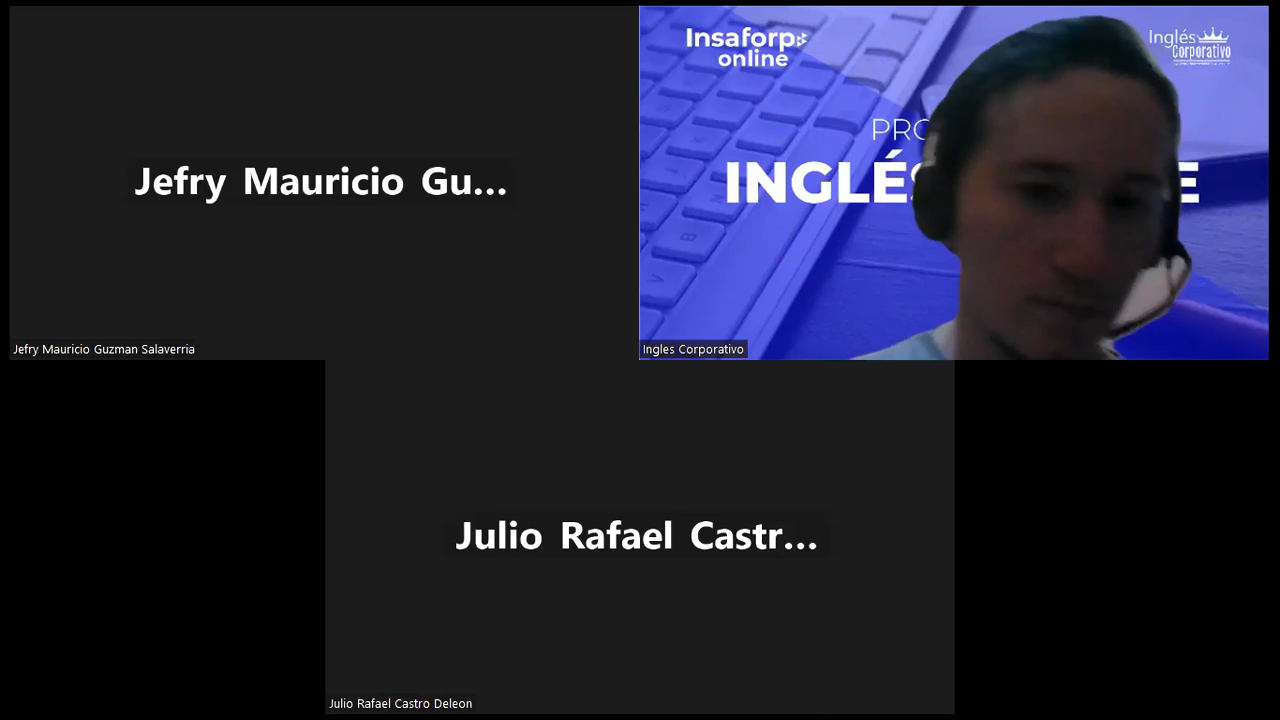 Jefry Mauricio Gu...
Jefry Mauricio Guzman Salaverria
Insaforp
online
Inglés
Corporativo
PRO
INGLÉS
E
Ingles Corporativo
Julio Rafael Castr...
Julio Rafael Castro Deleon